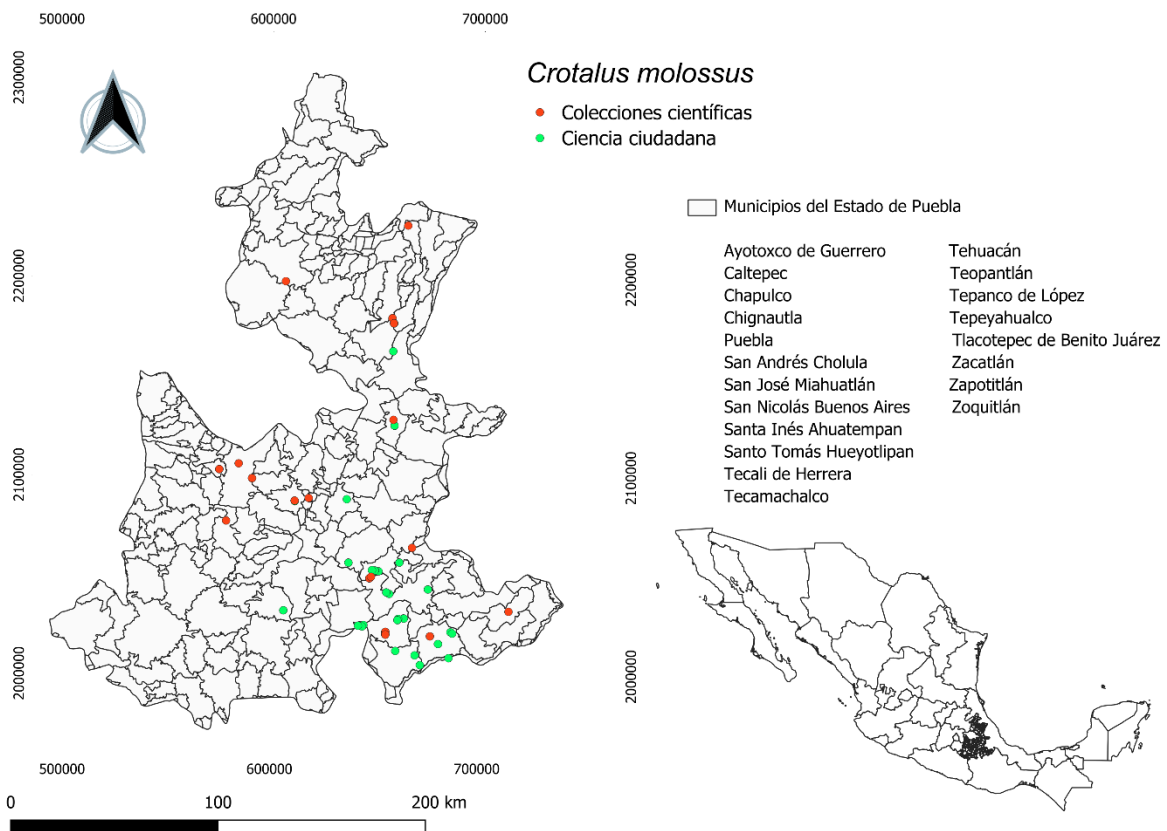 500000 600000 700000
2300000
2200000
2100000
2000000
500000 600000 700000
0 100 200 km
Crotalus molossus
Colecciones científicas
Ciencia ciudadana
2200000
2100000
2000000
Municipios del Estado de Puebla
Ayotoxco de Guerrero
Caltepec
Chapulco
Chignautla
Puebla
San Andrés Cholula
San José Miahuatlán
San Nicolás Buenos Aires
Santa Inés Ahuatempan
Santo Tomás Hueyotlipan
Tecali de Herrera
Tecamachalco
Tehuacán
Teopantlán
Tepanco de López
Tepeyahualco
Tlacotepec de Benito Juárez
Zacatlán
Zapotitlán
Zoquitlán